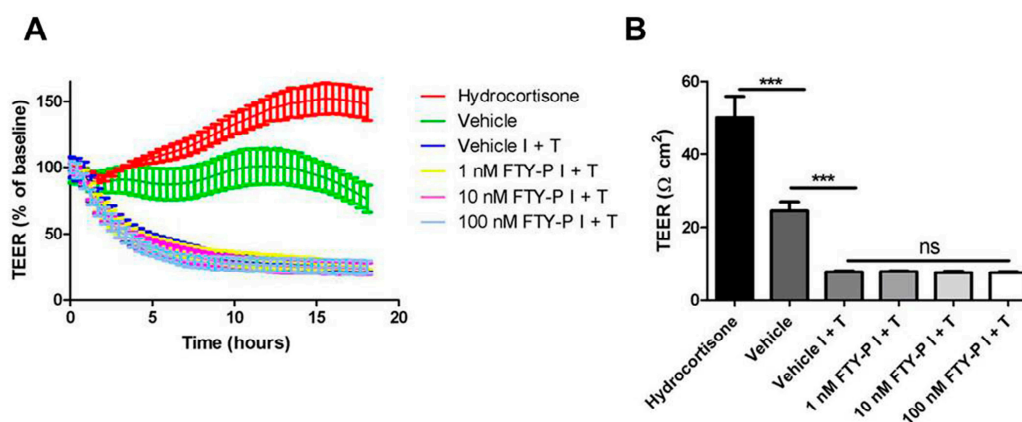 A
TEER (% of baseline)
150
100
50
0
0
5
10
15
20
Time (hours)
Hydrocortisone
Vehicle
Vehicle I + T
1 nM FTY-P I + T
10 nM FTY-P I + T
100 nM FTY-P I + T
B
TEER (Ω cm²)
60
40
20
0
***
***
ns
Hydrocortisone
Vehicle
Vehicle I + T
1 nM FTY-P I + T
10 nM FTY-P I + T
100 nM FTY-P I + T